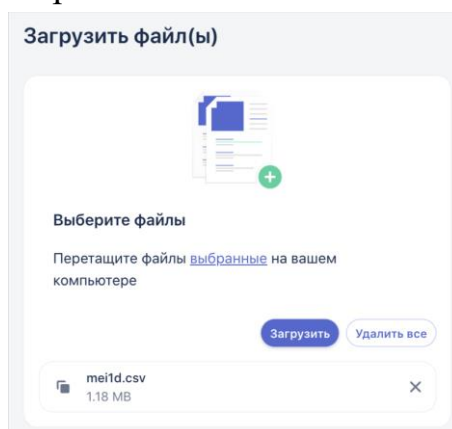 Загрузить файл(ы)
Выберите файлы
Перетащите файлы выбранные на вашем
компьютере
Загрузить Удалить все
mei1d.csv
1.18 MB